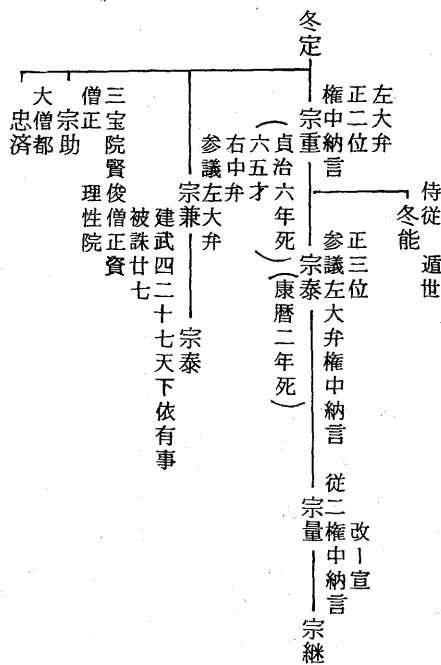 冬定
侍従 遁世
冬能
左大弁
正二位
権中納言
宗重
(貞治六年死)
六五才
正三位
参議左大弁権中納言
宗泰
(康暦二年死)
改ー宣
従二権中納言
宗量
宗継
右中弁
参議左大弁
宗兼
宗泰
建武四二十七天下依有事
被誅廿七
三宝院賢俊僧正資
僧正 理性院
宗助
大僧都
忠済